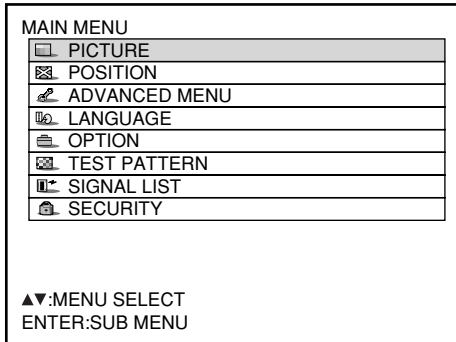 MAIN MENU
PICTURE
POSITION
ADVANCED MENU
LANGUAGE
OPTION
TEST PATTERN
SIGNAL LIST
SECURITY
▲▼:MENU SELECT
ENTER:SUB MENU